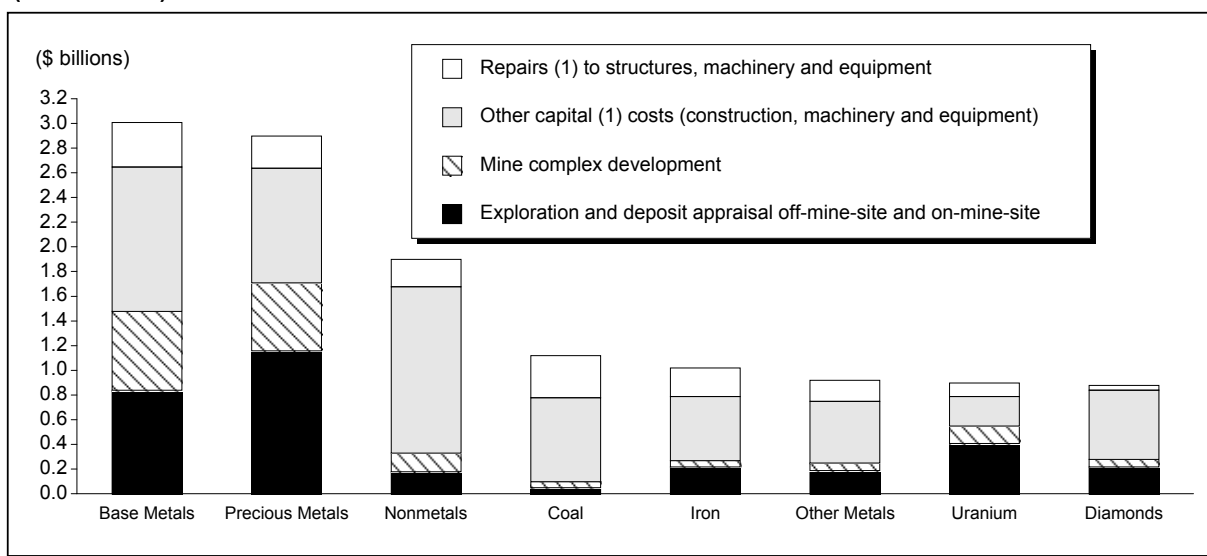 ($ billions)
Repairs (1) to structures, machinery and equipment
Other capital (1) costs (construction, machinery and equipment)
Mine complex development
Exploration and deposit appraisal off-mine-site and on-mine-site
3.2
3.0
2.8
2.6
2.4
2.2
2.0
1.8
1.6
1.4
1.2
1.0
0.8
0.6
0.4
0.2
0.0
Base Metals Precious Metals Nonmetals Coal Iron Other Metals Uranium Diamonds